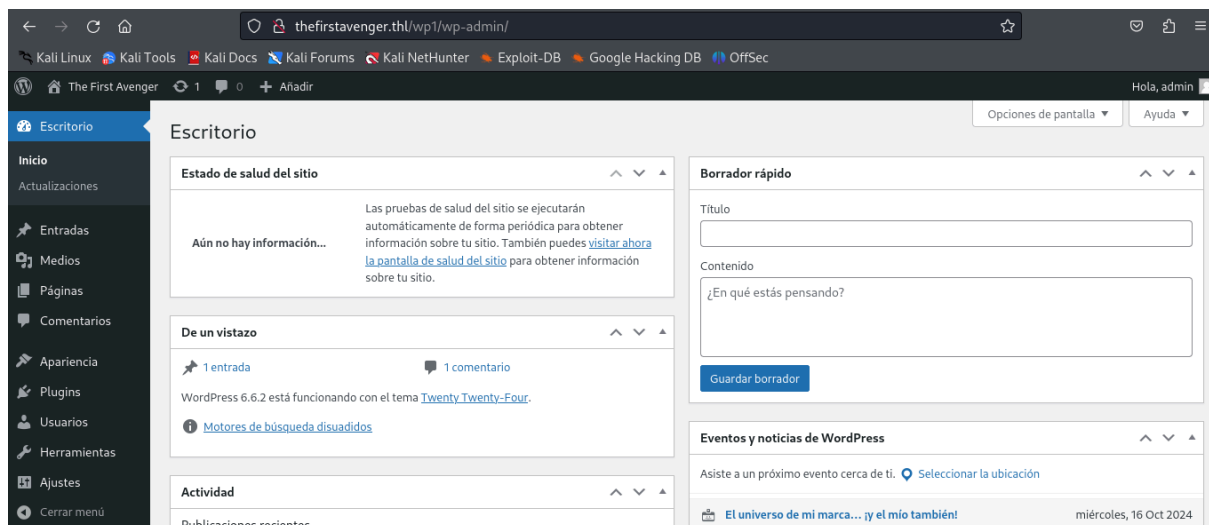 thefirstavenger.thl/wp1/wp-admin/
Kali Linux Kali Tools Kali Docs Kali Forums Kali NetHunter Exploit-DB Google Hacking DB OffSec
The First Avenger 1 0 Añadir Hola, admin
Opciones de pantalla Ayuda
Escritorio
Inicio
Actualizaciones
Entradas
Medios
Páginas
Comentarios
Apariencia
Plugins
Usuarios
Herramientas
Ajustes
Cerrar menú
Escritorio
Estado de salud del sitio
Aún no hay información...
Las pruebas de salud del sitio se ejecutarán
automáticamente de forma periódica para obtener
información sobre tu sitio. También puedes visitar ahora
la pantalla de salud del sitio para obtener información
sobre tu sitio.
De un vistazo
1 entrada 1 comentario
WordPress 6.6.2 está funcionando con el tema Twenty Twenty-Four.
Motores de búsqueda disuadidos
Actividad
Publicaciones recientes
Borrador rápido
Título
Contenido
¿En qué estás pensando?
Guardar borrador
Eventos y noticias de WordPress
Asiste a un próximo evento cerca de ti. Seleccionar la ubicación
El universo de mi marca... ¡y el mío también! miércoles, 16 Oct 2024